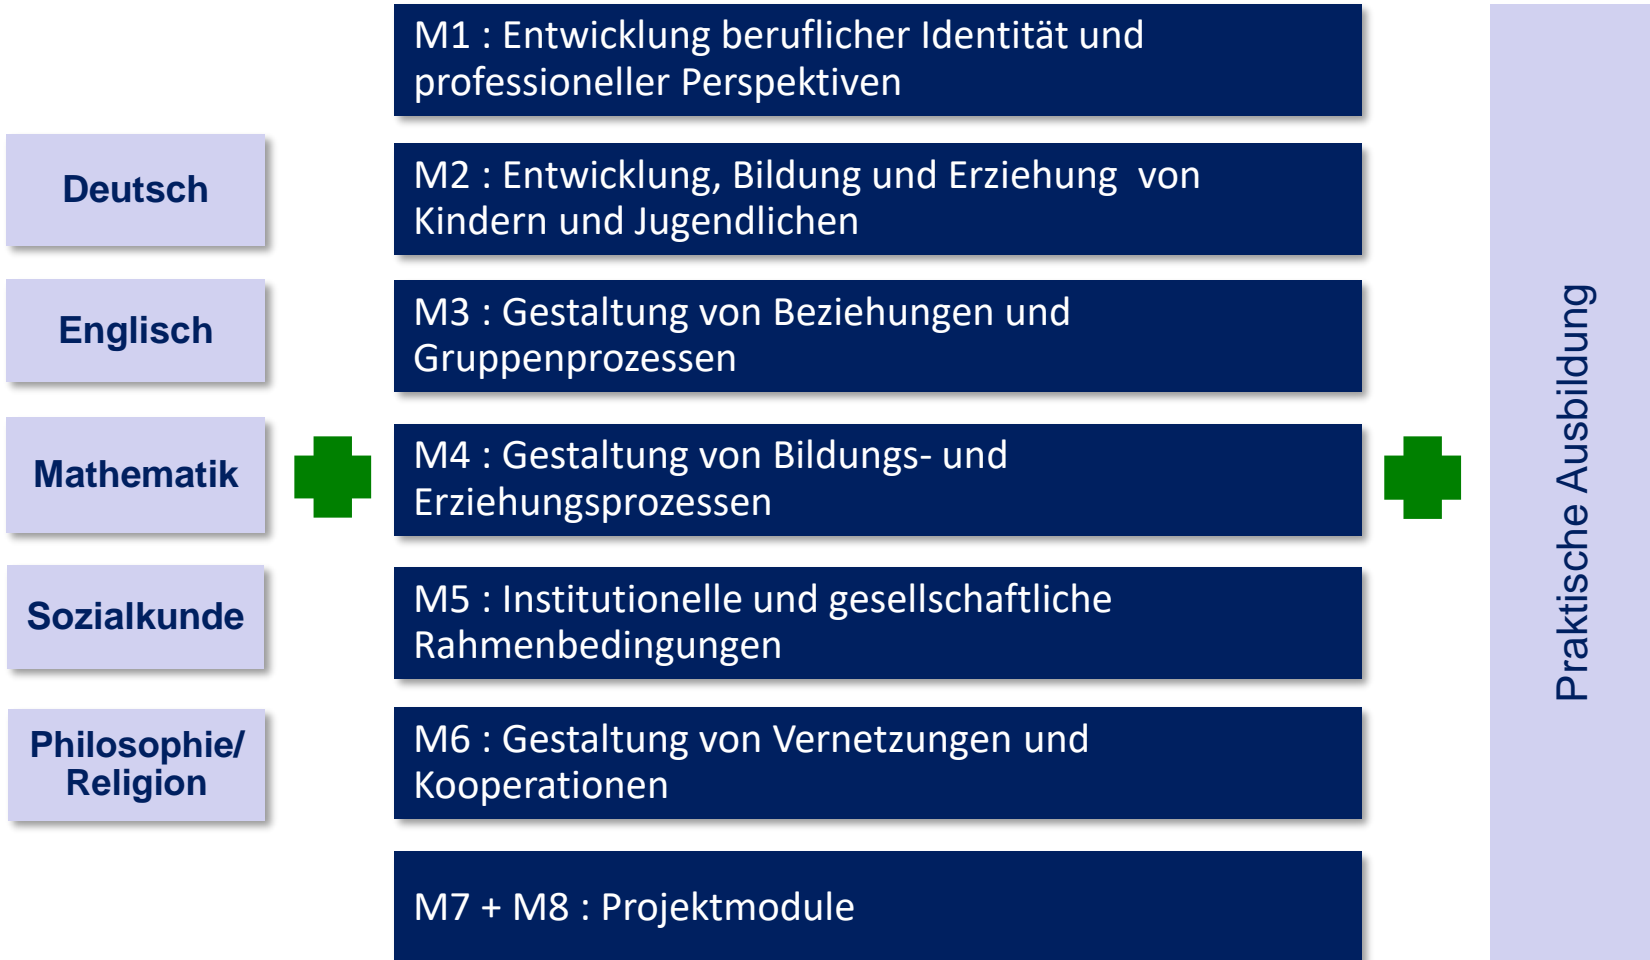 Deutsch
Englisch
Mathematik
Sozialkunde
Philosophie/
Religion
M1 : Entwicklung beruflicher Identität und
professioneller Perspektiven
M2 : Entwicklung, Bildung und Erziehung  von
Kindern und Jugendlichen
M3 : Gestaltung von Beziehungen und
Gruppenprozessen
M4 : Gestaltung von Bildungs- und
Erziehungsprozessen
M5 : Institutionelle und gesellschaftliche
Rahmenbedingungen
M6 : Gestaltung von Vernetzungen und
Kooperationen
M7 + M8 : Projektmodule
Praktische Ausbildung